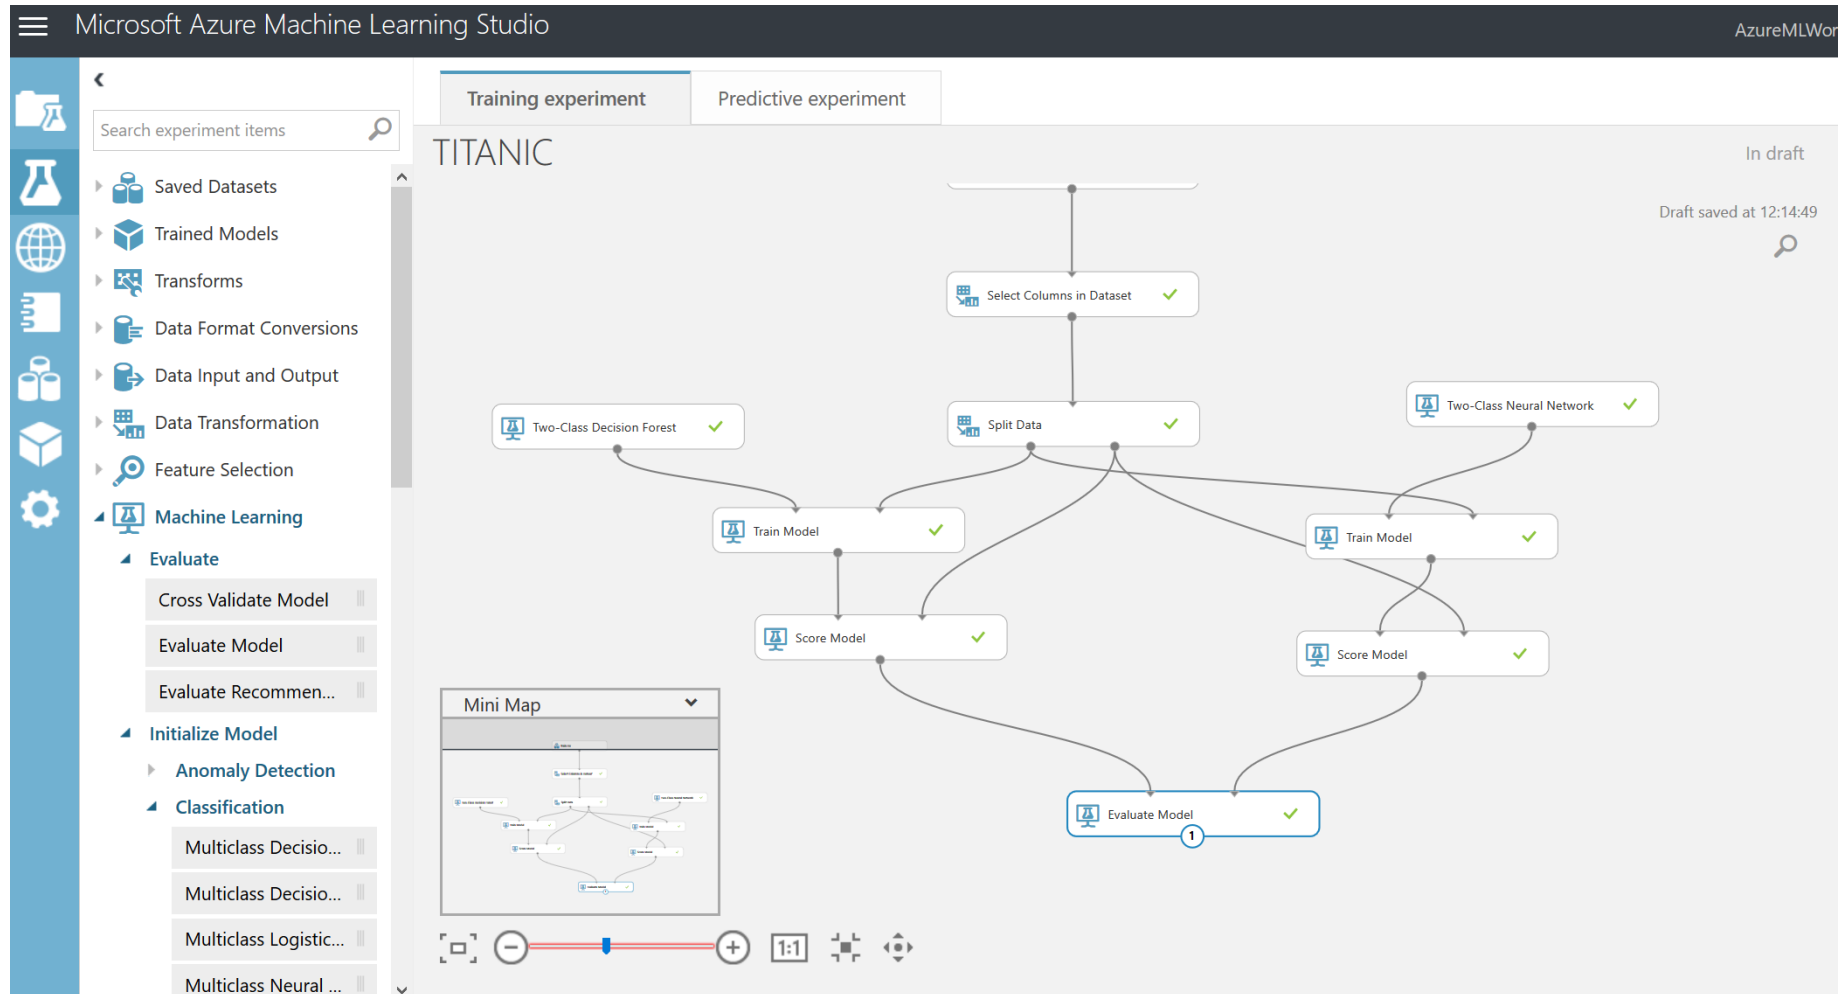 Microsoft Azure Machine Learning Studio
AzureMLWor
Training experiment
Predictive experiment
Search experiment items
TITANIC
In draft
Draft saved at 12:14:49
Saved Datasets
Trained Models
Transforms
Data Format Conversions
Data Input and Output
Data Transformation
Feature Selection
Machine Learning
Evaluate
Cross Validate Model
Evaluate Model
Evaluate Recommen...
Initialize Model
Anomaly Detection
Classification
Multiclass Decisio...
Multiclass Decisio...
Multiclass Logistic...
Multiclass Neural ...
Select Columns in Dataset
Two-Class Decision Forest
Split Data
Two-Class Neural Network
Train Model
Train Model
Score Model
Score Model
Evaluate Model
1
Mini Map
1:1